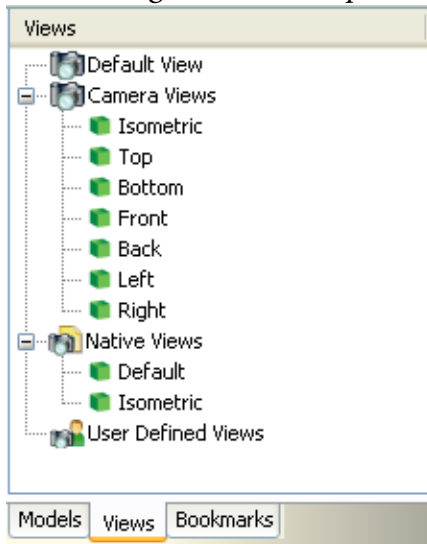 Views
Default View
Camera Views
Isometric
Top
Bottom
Front
Back
Left
Right
Native Views
Default
Isometric
User Defined Views
Models Views Bookmarks